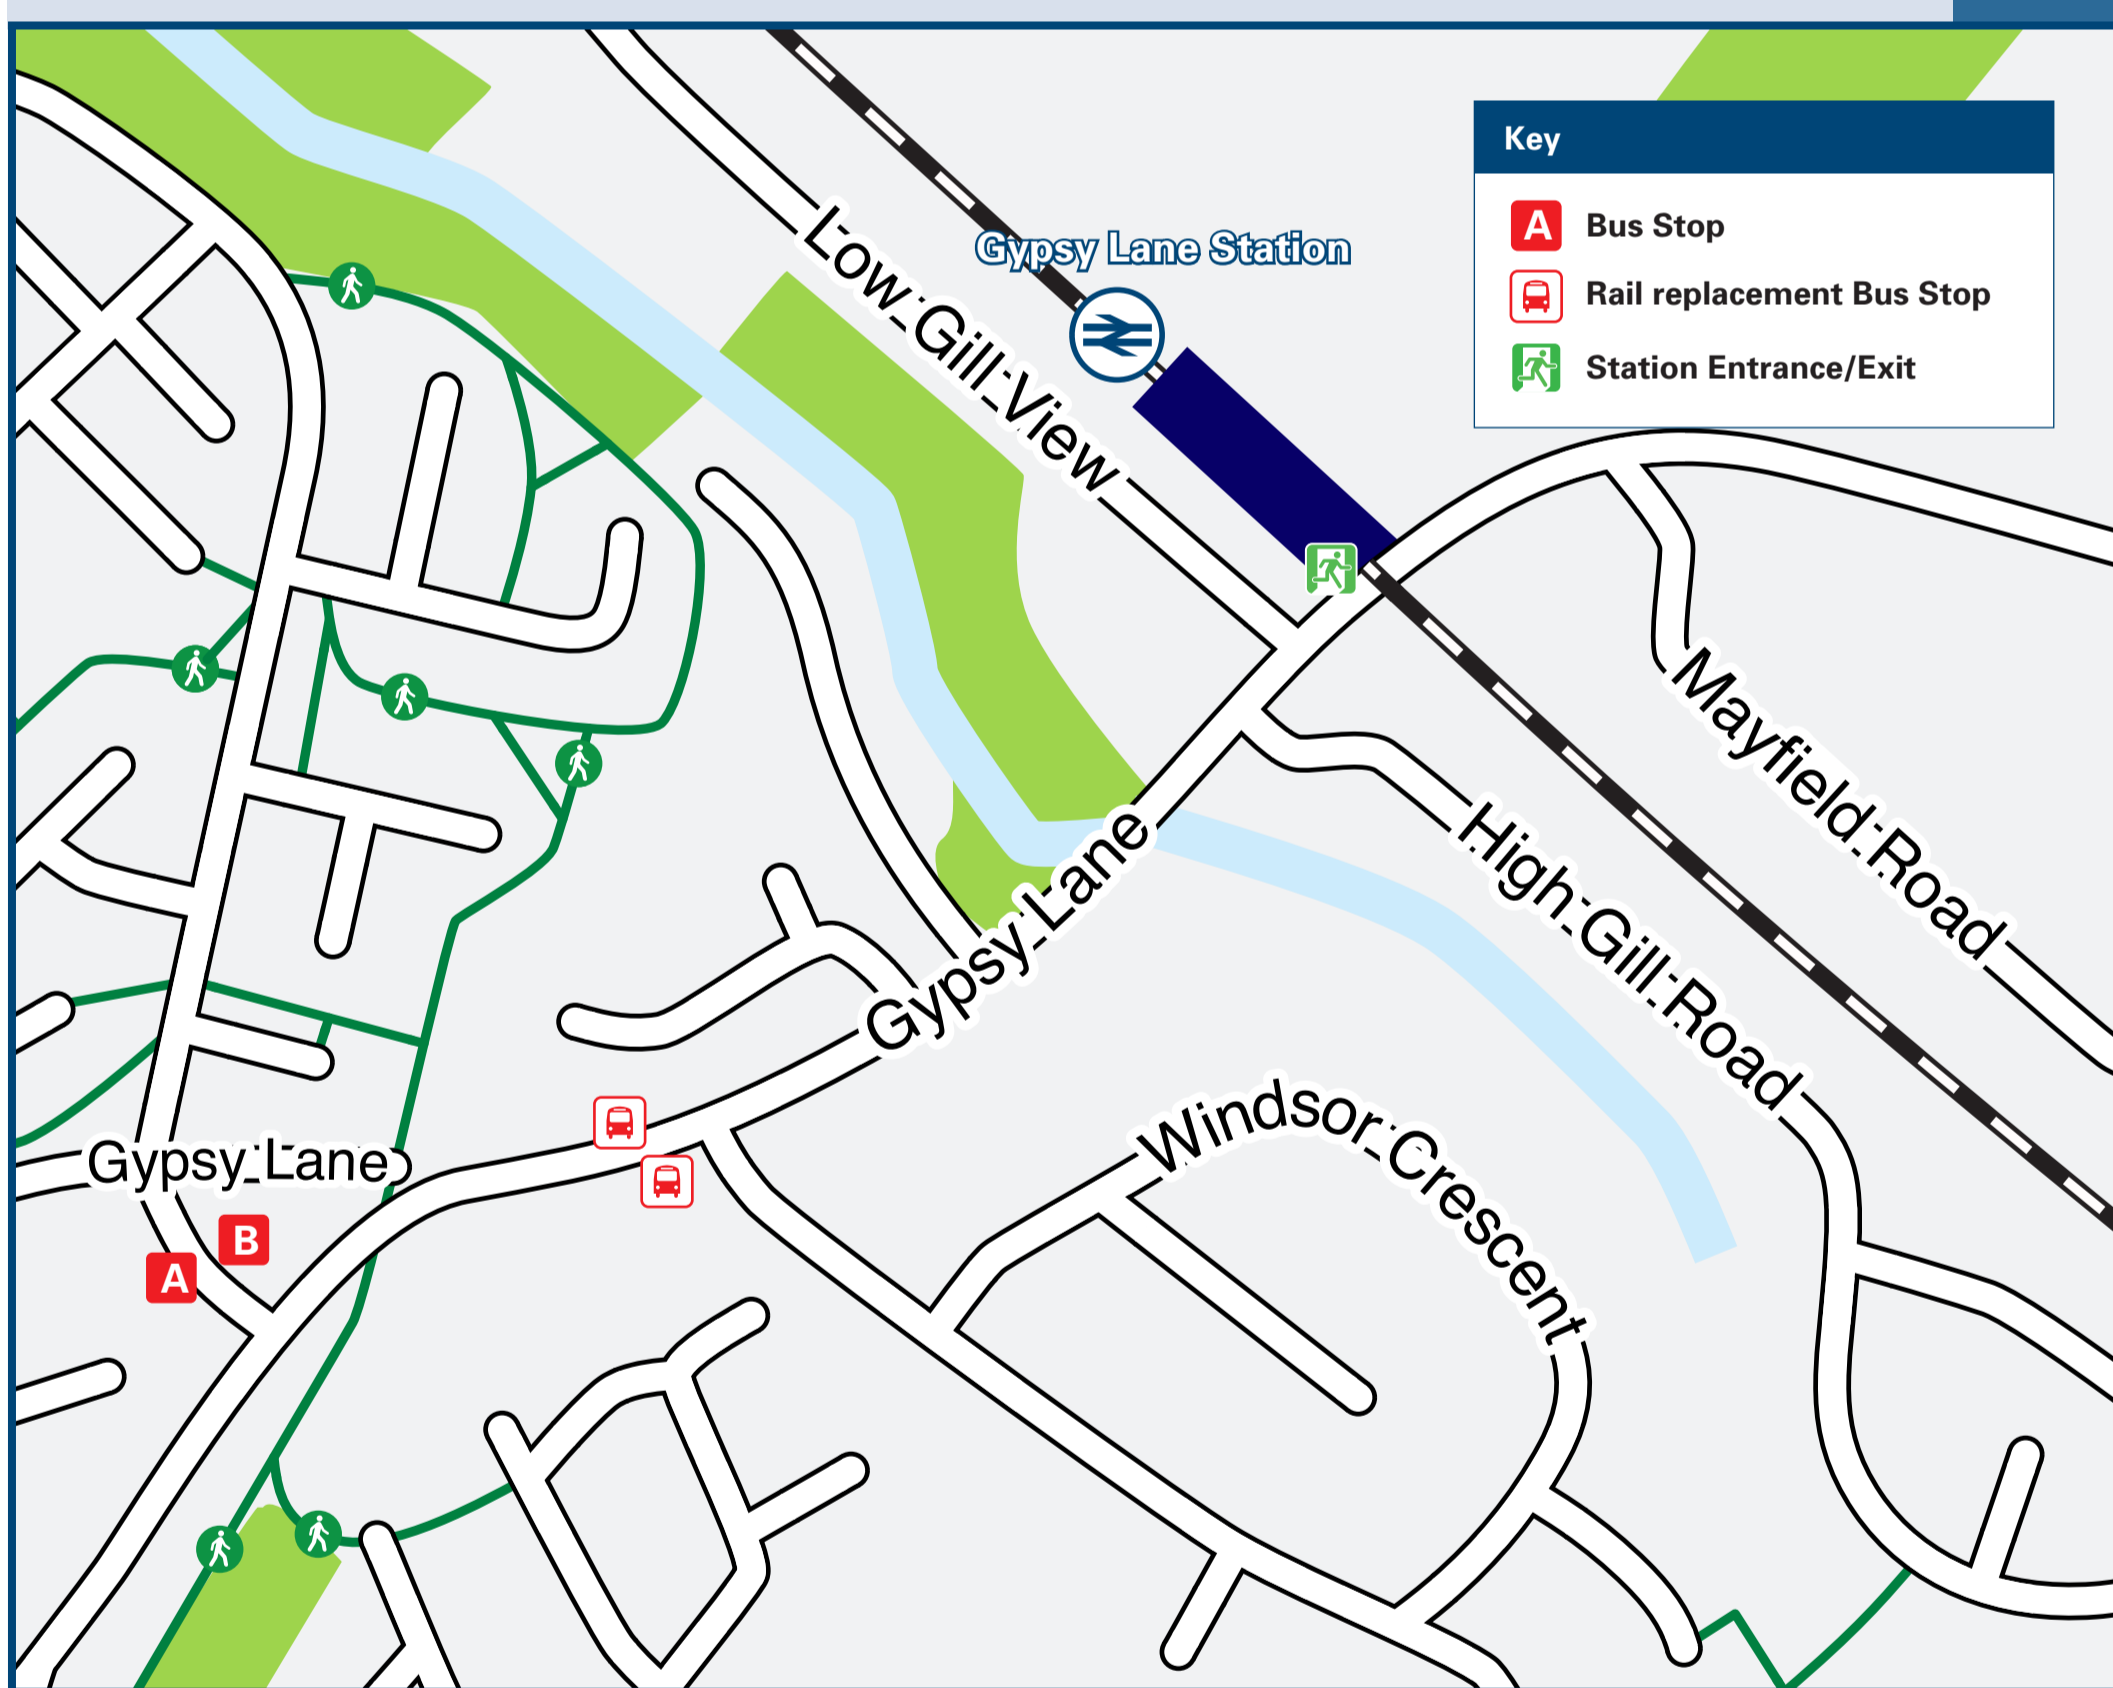 Key
A Bus Stop
Rail replacement Bus Stop
Station Entrance/Exit
Gypsy Lane Station
Low Gill View
Mayfield Road
High Gill Road
Gypsy Lane
Windsor Crescent
Gypsy Lane
B
A